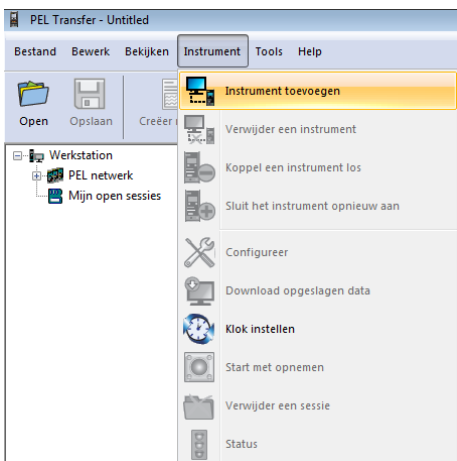 PEL Transfer - Untitled
Bestand Bewerk Bekijken Instrument Tools Help
Open Opslaan Creëer
Instrument toevoegen
Verwijder een instrument
Koppel een instrument los
Sluit het instrument opnieuw aan
Configureer
Download opgeslagen data
Klok instellen
Start met opnemen
Verwijder een sessie
Status
Werkstation
PEL netwerk
Mijn open sessies